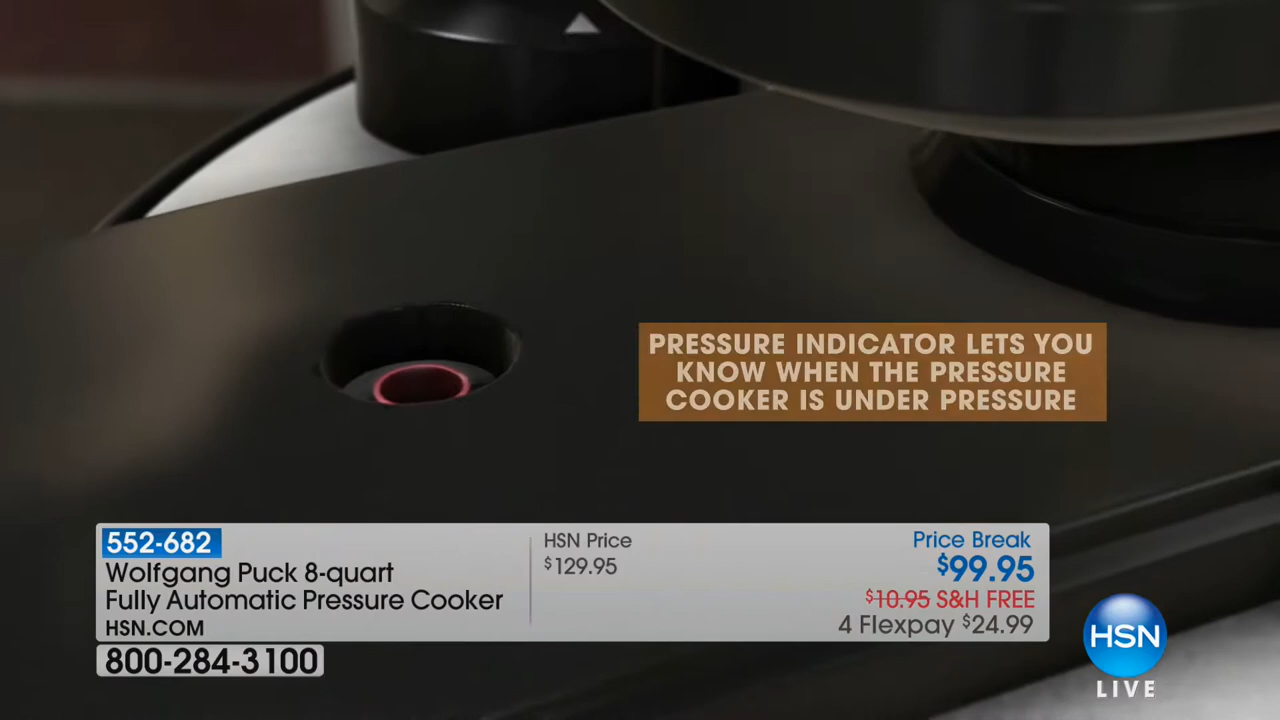 PRESSURE INDICATOR LETS YOU
KNOW WHEN THE PRESSURE
COOKER IS UNDER PRESSURE
552-682
Wolfgang Puck 8-quart
Fully Automatic Pressure Cooker
HSN.COM
800-284-3100
HSN Price
$129.95
Price Break
$99.95
$10.95 S&H FREE
4 Flexpay $24.99
HSN
LIVE